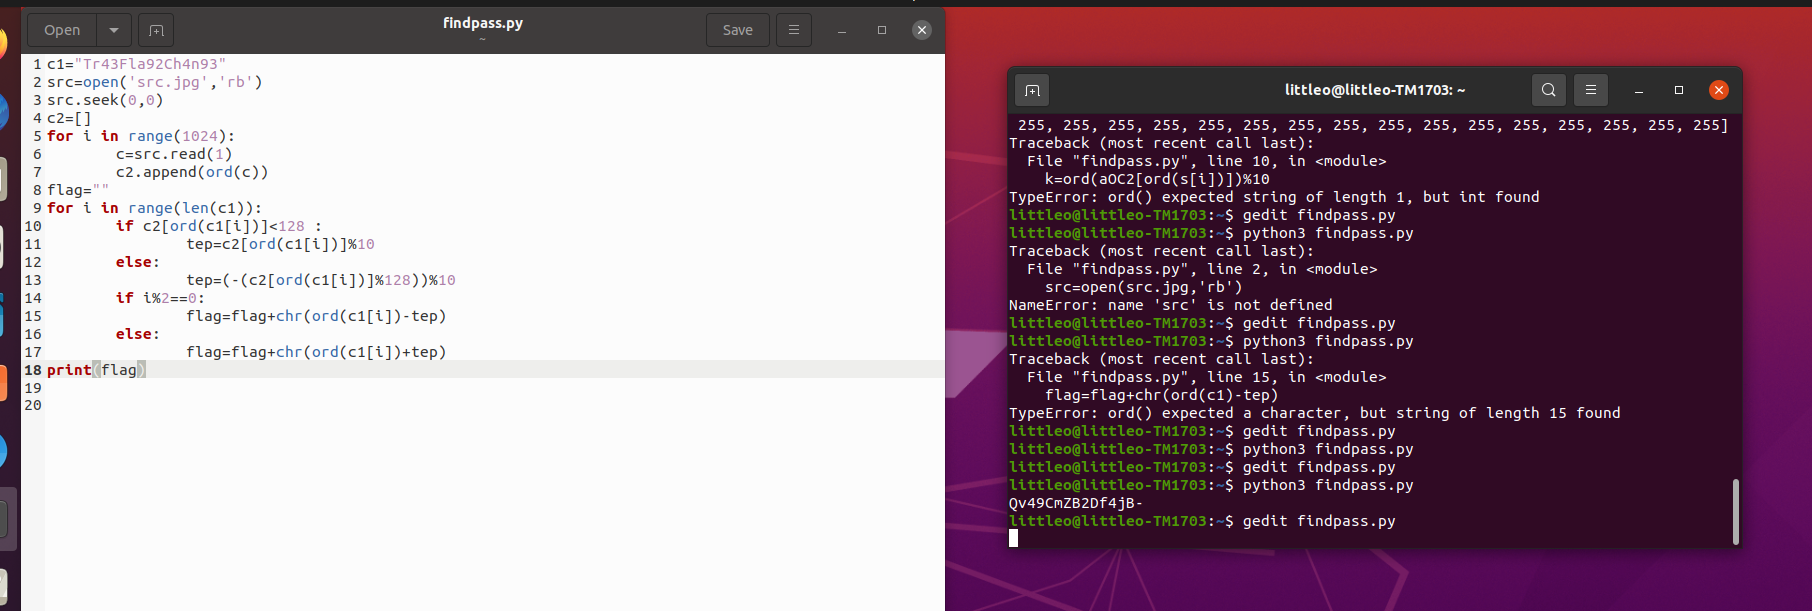 Open
findpass.py
~
Save
1 c1="Tr43Fla92Ch4n93"
2 src=open('src.jpg','rb')
3 src.seek(0,0)
4 c2=[]
5 for i in range(1024):
6 c=src.read(1)
7 c2.append(ord(c))
8 flag=""
9 for i in range(len(c1)):
10 if c2[ord(c1[i])]<128 :
11 tep=c2[ord(c1[i])]%10
12 else:
13 tep=(-(c2[ord(c1[i])]%128))%10
14 if i%2==0:
15 flag=flag+chr(ord(c1[i])-tep)
16 else:
17 flag=flag+chr(ord(c1[i])+tep)
18 print(flag)
19
20
littleo@littleo-TM1703: ~
255, 255, 255, 255, 255, 255, 255, 255, 255, 255, 255, 255, 255, 255, 255, 255]
Traceback (most recent call last):
File "findpass.py", line 10, in <module>
k=ord(aOC2[ord(s[i])])%10
TypeError: ord() expected string of length 1, but int found
littleo@littleo-TM1703:~$ gedit findpass.py
littleo@littleo-TM1703:~$ python3 findpass.py
Traceback (most recent call last):
File "findpass.py", line 2, in <module>
src=open(src.jpg,'rb')
NameError: name 'src' is not defined
littleo@littleo-TM1703:~$ gedit findpass.py
littleo@littleo-TM1703:~$ python3 findpass.py
Traceback (most recent call last):
File "findpass.py", line 15, in <module>
flag=flag+chr(ord(c1)-tep)
TypeError: ord() expected a character, but string of length 15 found
littleo@littleo-TM1703:~$ gedit findpass.py
littleo@littleo-TM1703:~$ python3 findpass.py
littleo@littleo-TM1703:~$ gedit findpass.py
littleo@littleo-TM1703:~$ python3 findpass.py
Qv49CmZB2Df4jB-
littleo@littleo-TM1703:~$ gedit findpass.py